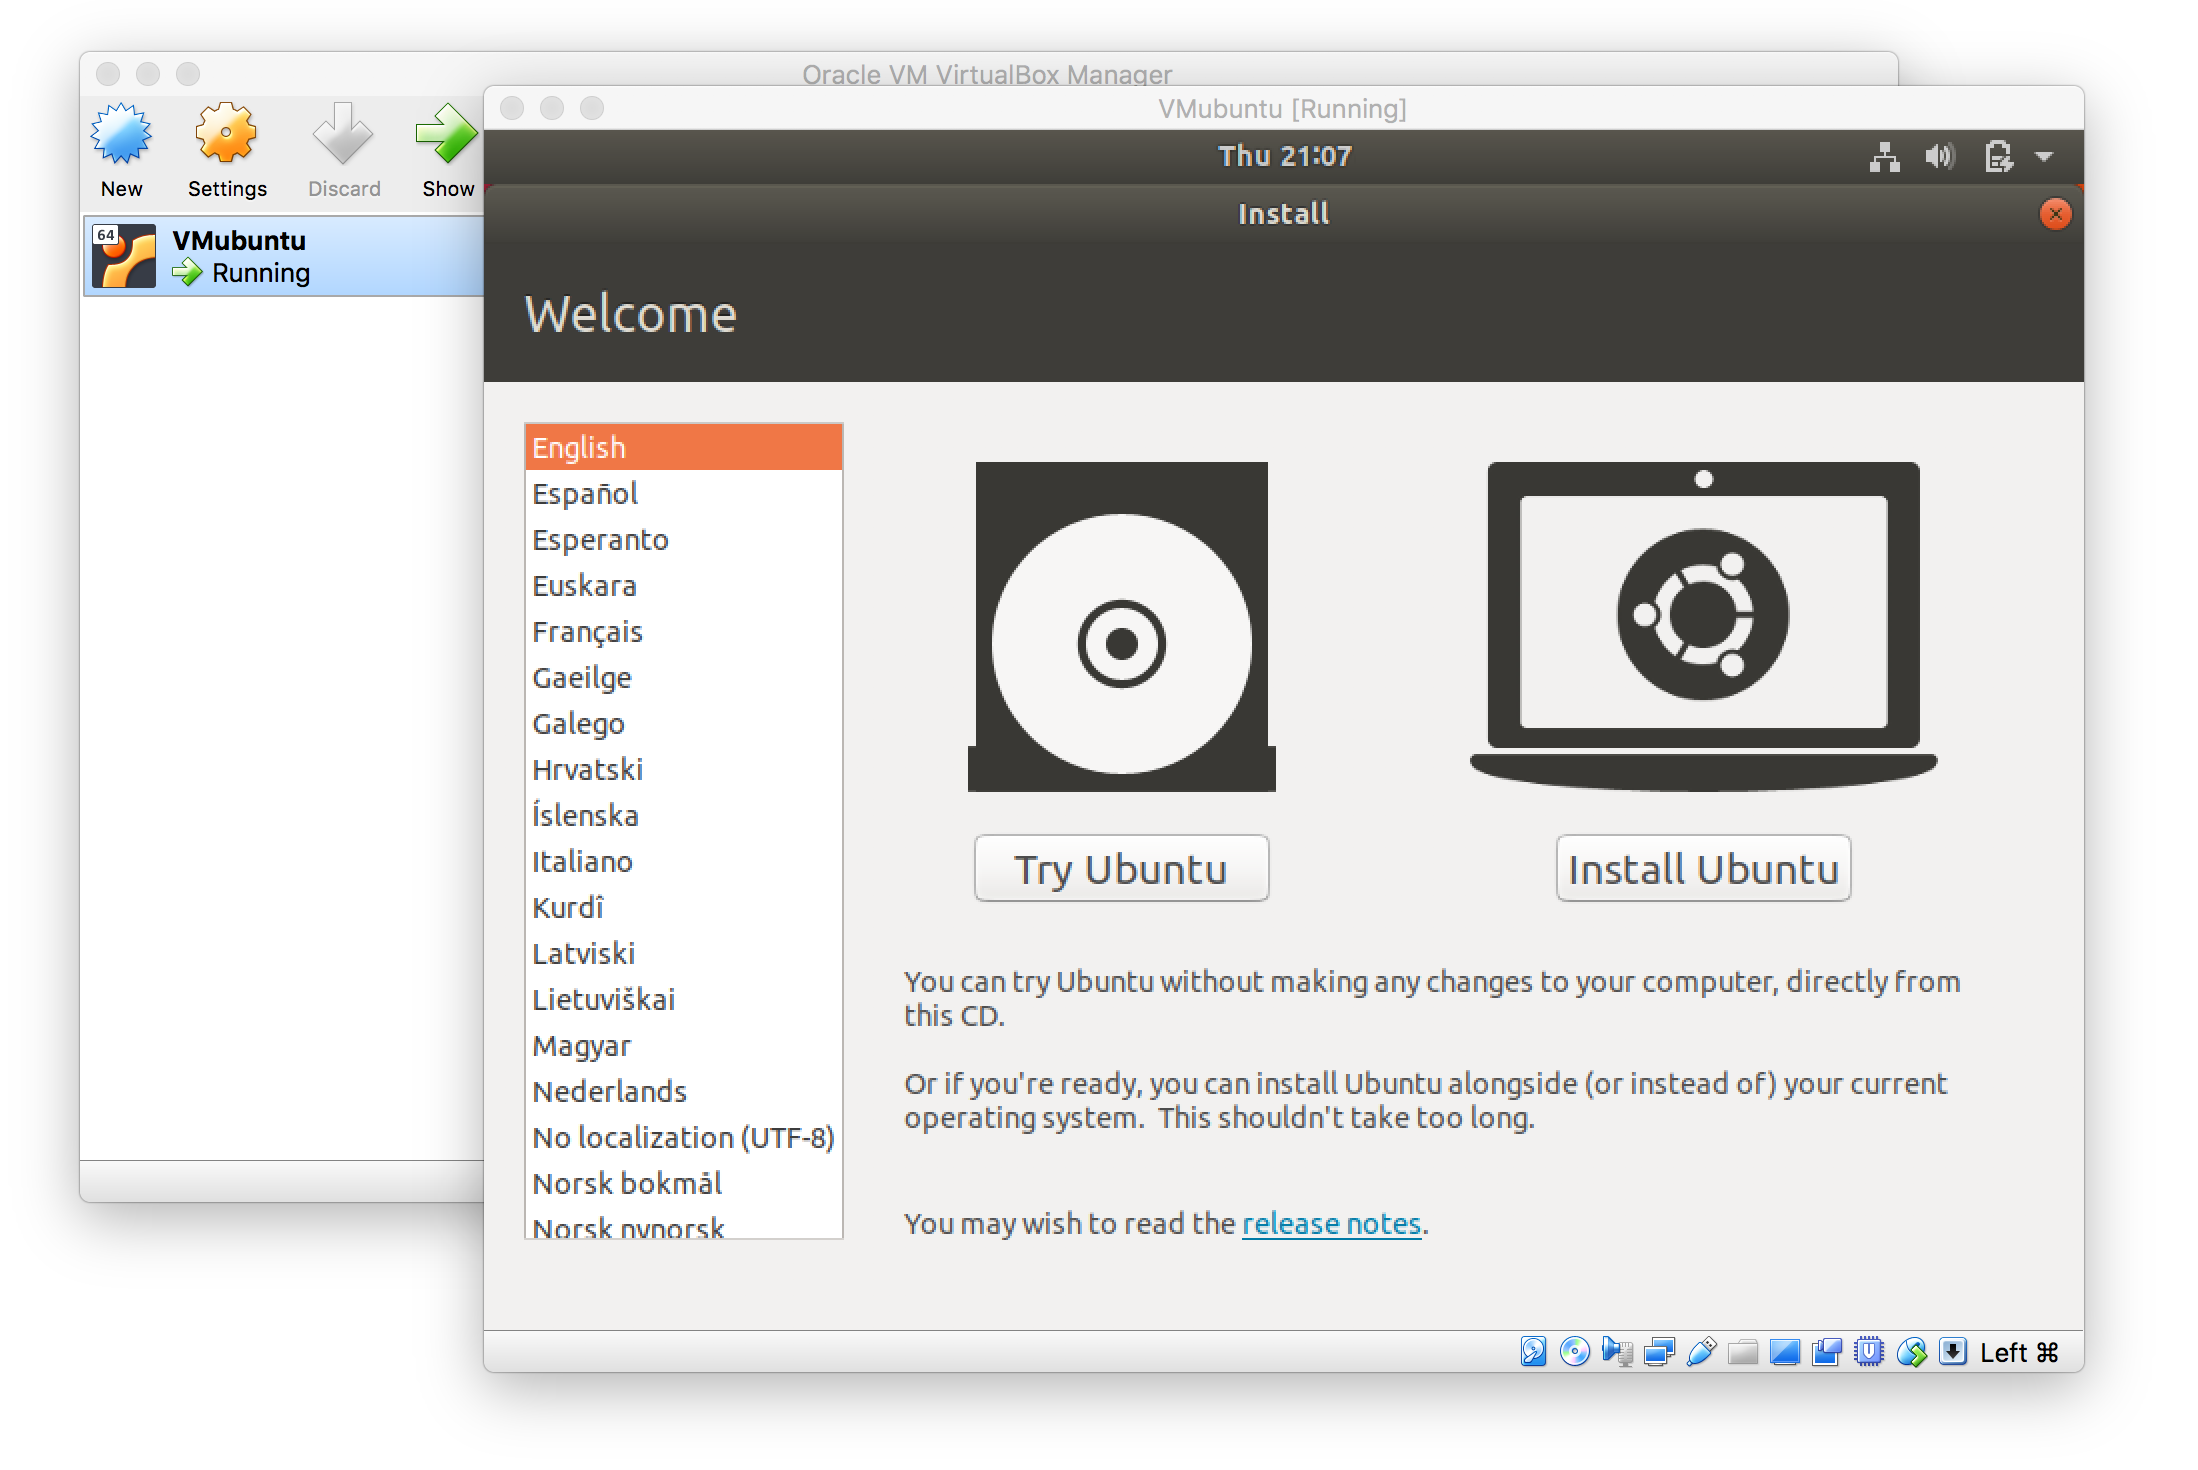 Oracle VM VirtualBox Manager
New
Settings
Discard
Show
64
VMubuntu
Running
VMubuntu [Running]
Thu 21:07
Install
Welcome
English
Español
Esperanto
Euskara
Français
Gaeilge
Galego
Hrvatski
Íslenska
Italiano
Kurdî
Latviski
Lietuviškai
Magyar
Nederlands
No localization (UTF-8)
Norsk bokmål
Norsk nynorsk
Try Ubuntu
Install Ubuntu
You can try Ubuntu without making any changes to your computer, directly from
this CD.
Or if you're ready, you can install Ubuntu alongside (or instead of) your current
operating system.  This shouldn't take too long.
You may wish to read the release notes.
Left ⌘